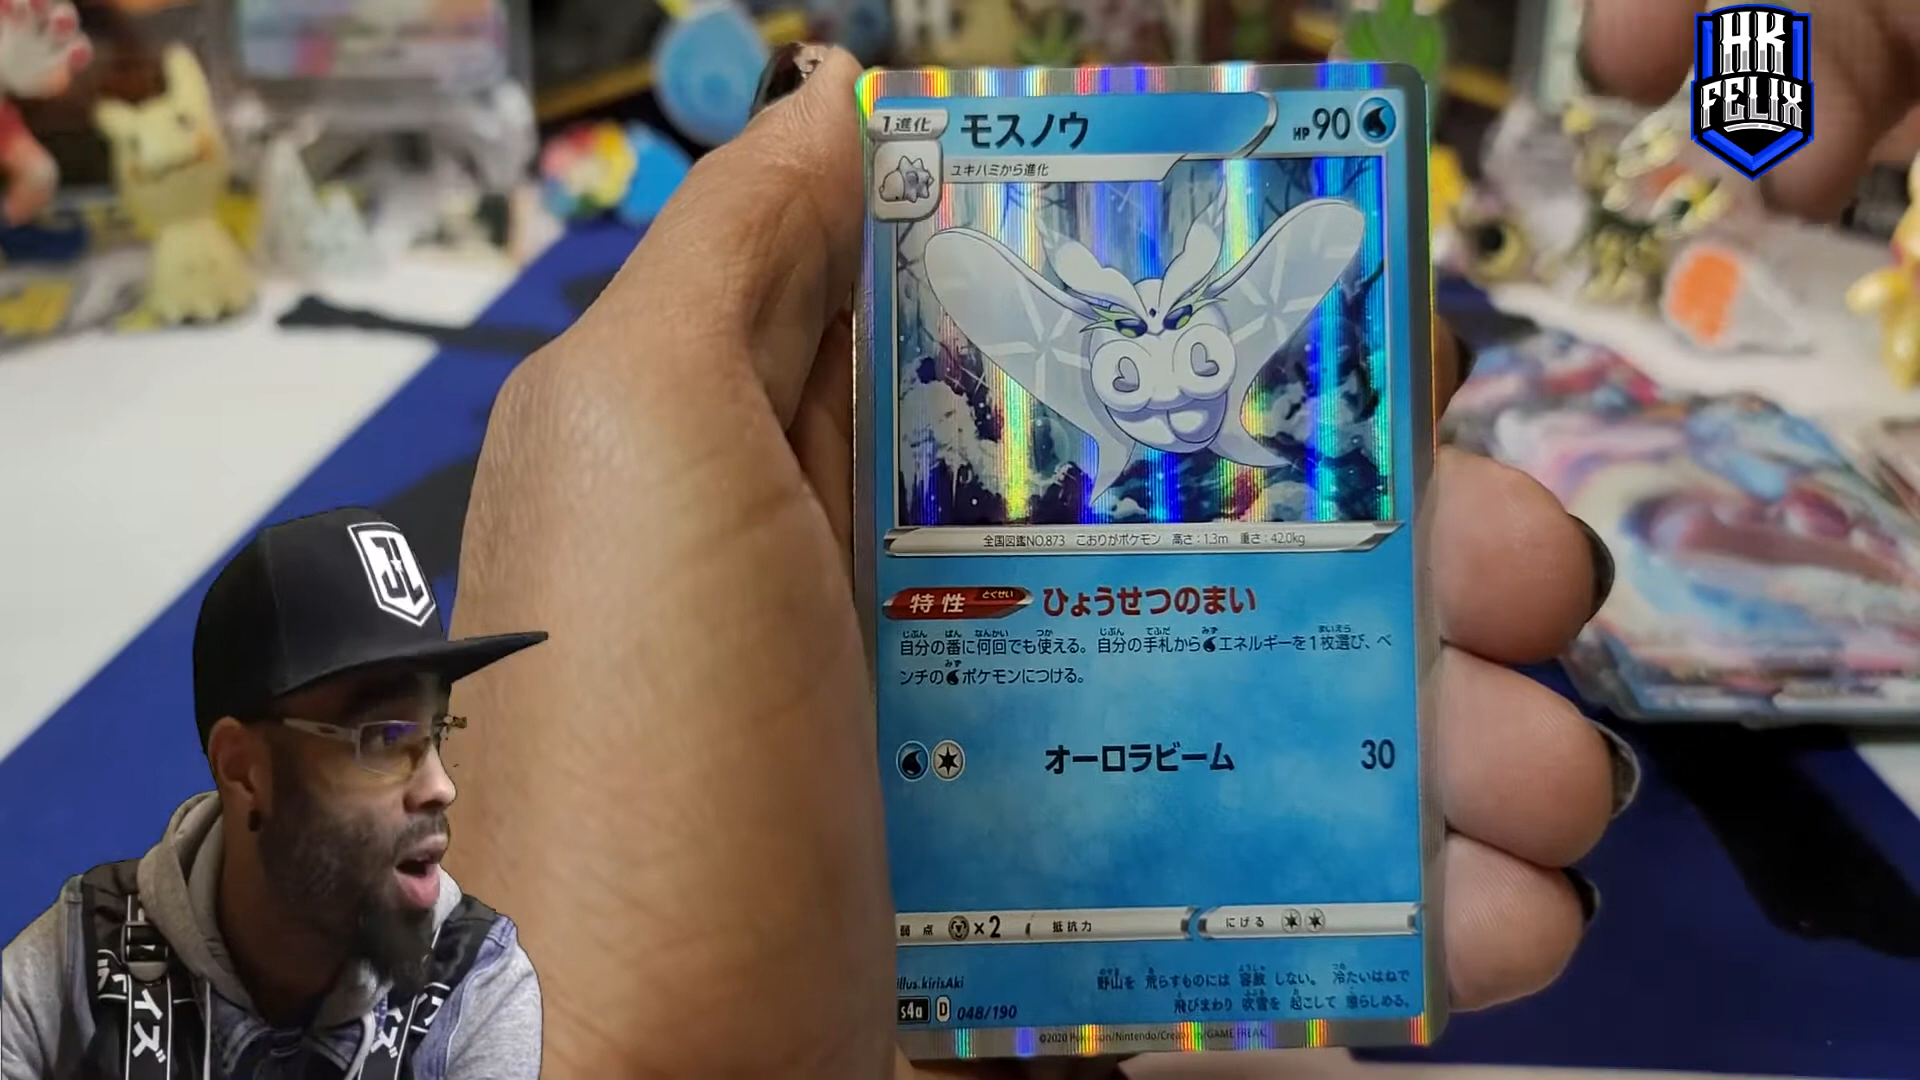 HK
FELIX
1進化
モスノウ
HP90
ユキハミから進化
全国図鑑NO.873 こおりがポケモン 高さ：1.3m 重さ：42.0kg
特性 とくせい
ひょうせつのまい
自分の番に何回でも使える。自分の手札からエネルギーを1枚選び、ベ
ンチのポケモンにつける。
オーロラビーム 30
弱点 ×2 抵抗力 にげる
illus.kirisAki
野山を 荒らすものには 容赦 しない。 冷たいはねで
飛びまわり 吹雪を 起こして 懲らしめる。
s4a D 048/190
©2020 Pokémon/Nintendo/Creatures/GAME FREAK
イズ